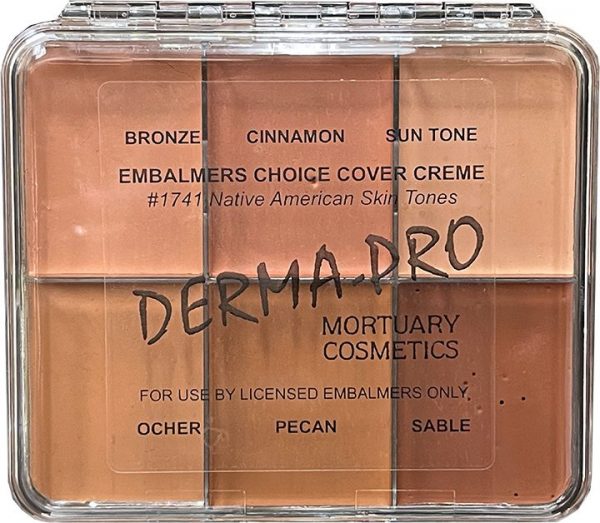 BRONZE CINNAMON SUN TONE
EMBALMERS CHOICE COVER CREME
#1741 Native American Skin Tones
DERMA-PRO
MORTUARY
COSMETICS
FOR USE BY LICENSED EMBALMERS ONLY
OCHER PECAN SABLE